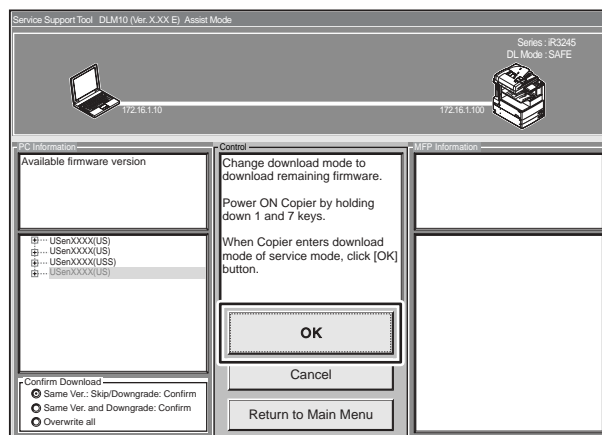 Service Support Tool DLM10 (Ver. X.XX E) Assist Mode
Series : iR3245
DL Mode : SAFE
172.16.1.10
172.16.1.100
PC Information
Available firmware version
USenXXXX(US)
USenXXXX(US)
USenXXXX(USS)
USenXXXX(US)
Confirm Download
Same Ver.: Skip/Downgrade: Confirm
Same Ver. and Downgrade: Confirm
Overwrite all
Control
Change download mode to
download remaining firmware.
Power ON Copier by holding
down 1 and 7 keys.
When Copier enters download
mode of service mode, click [OK]
button.
OK
Cancel
Return to Main Menu
MFP Information